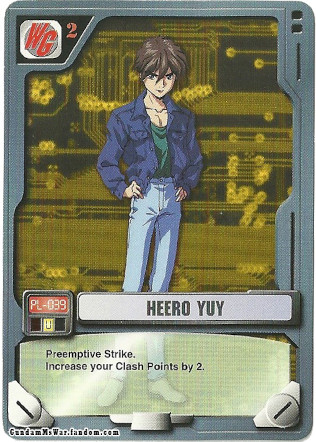 WG 2
HEERO YUY
PL-039
U
Preemptive Strike.
Increase your Clash Points by 2.
GundamMsWar.fandom.com